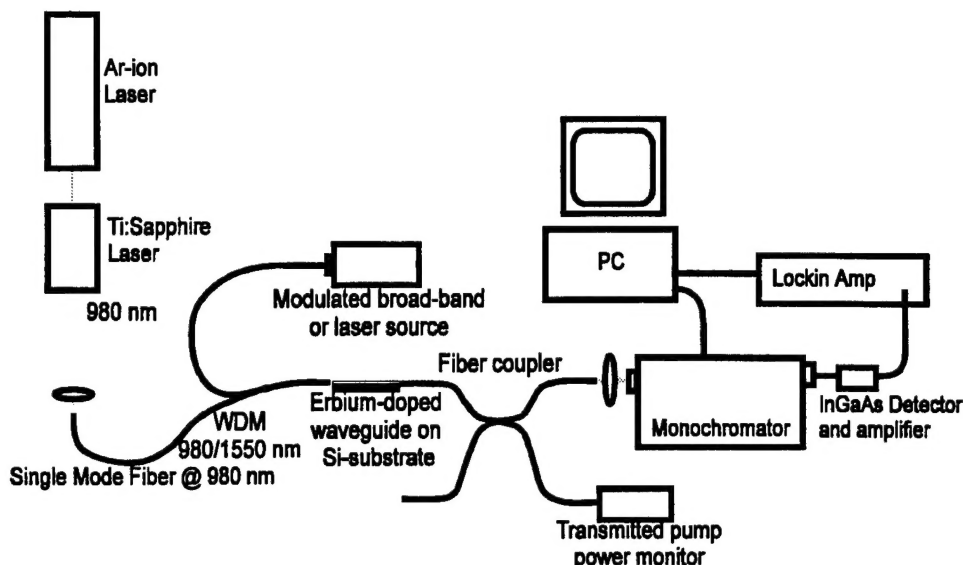 Ar-ion
Laser
Ti:Sapphire
Laser
980 nm
Modulated broad-band
or laser source
PC
Lockin Amp
Fiber coupler
Monochromator
InGaAs Detector
and amplifier
WDM
980/1550 nm
Single Mode Fiber @ 980 nm
Erbium-doped
waveguide on
Si-substrate
Transmitted pump
power monitor